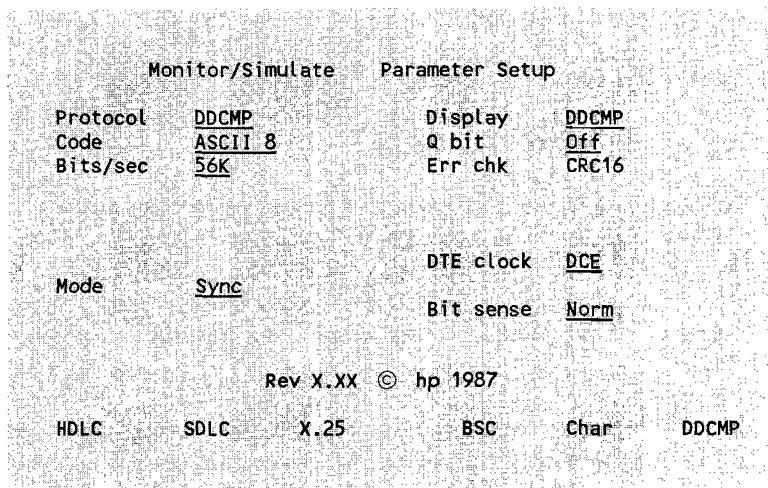 Monitor/Simulate Parameter Setup
Protocol DDCMP Display DDCMP
Code ASCII 8 Q bit Off
Bits/sec 56K Err chk CRC16
DTE clock DCE
Mode Sync
Bit sense Norm
Rev X.XX © hp 1987
HDLC SDLC X.25 BSC Char DDCMP